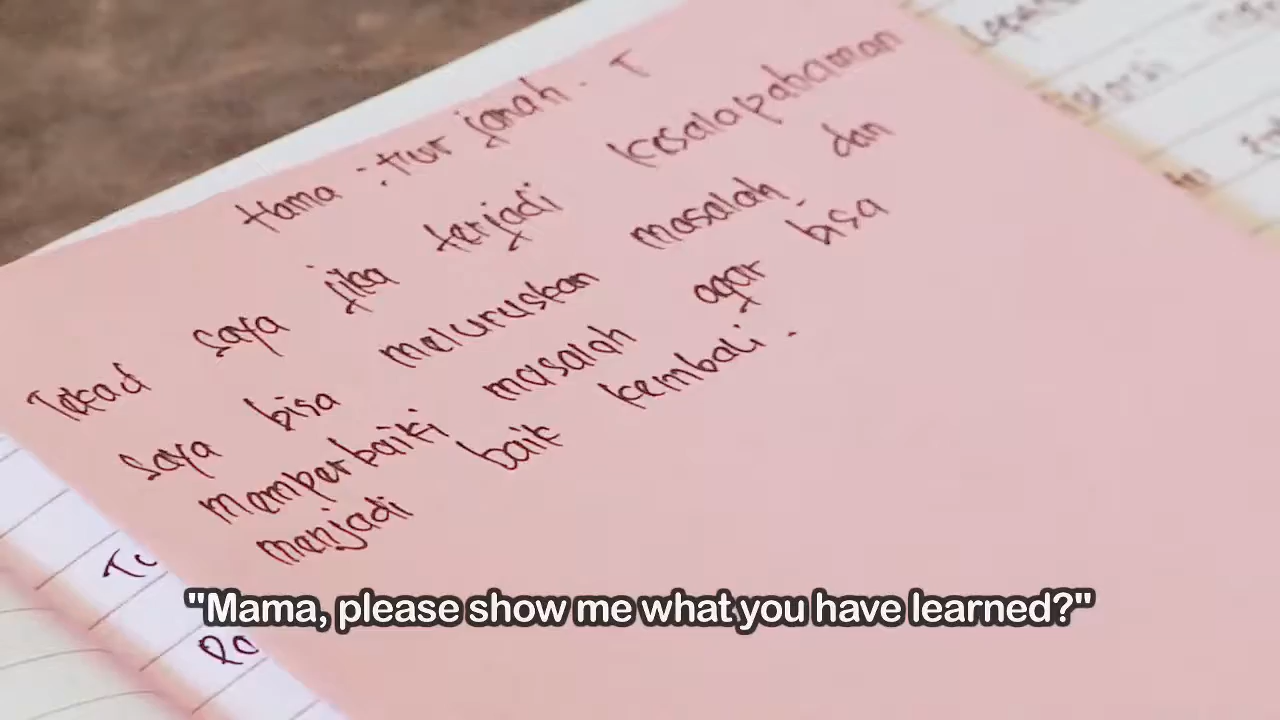 Nama : Nur janah. T
Tekad saya jika terjadi kesalapahaman
saya bisa meluruskan masalah dan
memperbaiki masalah agar bisa
menjadi baik kembali.
"Mama, please show me what you have learned?"